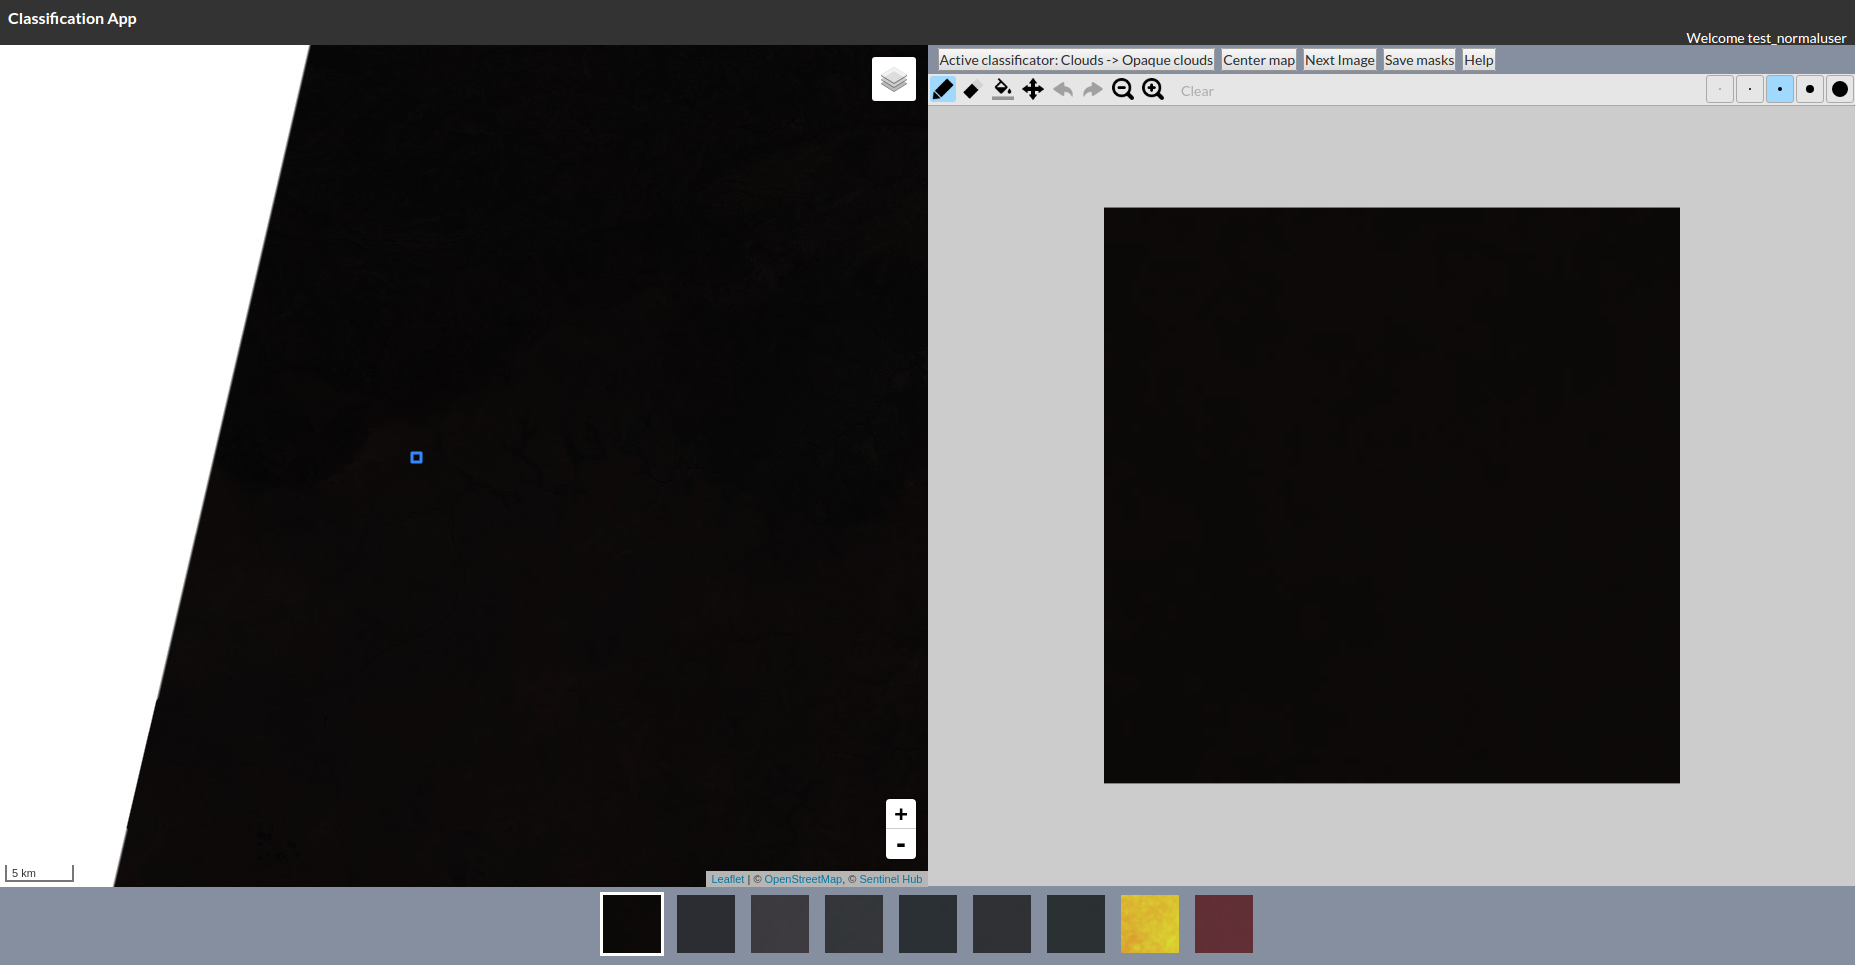 Classification App
Welcome test_normaluser
Active classificator: Clouds -> Opaque clouds
Center map
Next Image
Save masks
Help
Clear
+
-
5 km
Leaflet | © OpenStreetMap, © Sentinel Hub